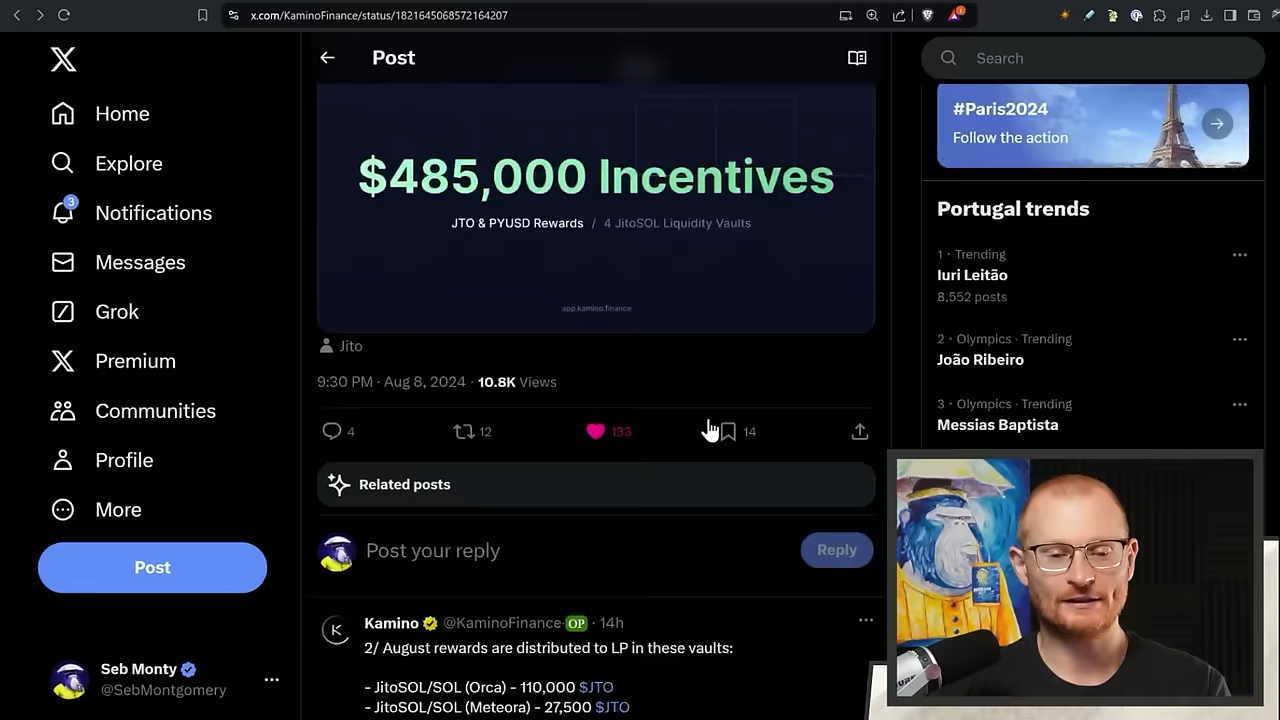 x.com/KaminoFinance/status/1821645068572164207
Home
Explore
3
Notifications
Messages
Grok
Premium
Communities
Profile
More
Post
Seb Monty
@SebMontgomery
Post
$485,000 Incentives
JTO & PYUSD Rewards / 4 JitoSOL Liquidity Vaults
app.kamino.finance
Jito
9:30 PM · Aug 8, 2024 · 10.8K Views
4 12 133 14
Related posts
Post your reply
Reply
Kamino @KaminoFinance OP · 14h
2/ August rewards are distributed to LP in these vaults:
- JitoSOL/SOL (Orca) - 110,000 $JTO
- JitoSOL/SOL (Meteora) - 27,500 $JTO
Search
#Paris2024
Follow the action
Portugal trends
1 · Trending
Iuri Leitão
8,552 posts
2 · Olympics · Trending
João Ribeiro
3 · Olympics · Trending
Messias Baptista